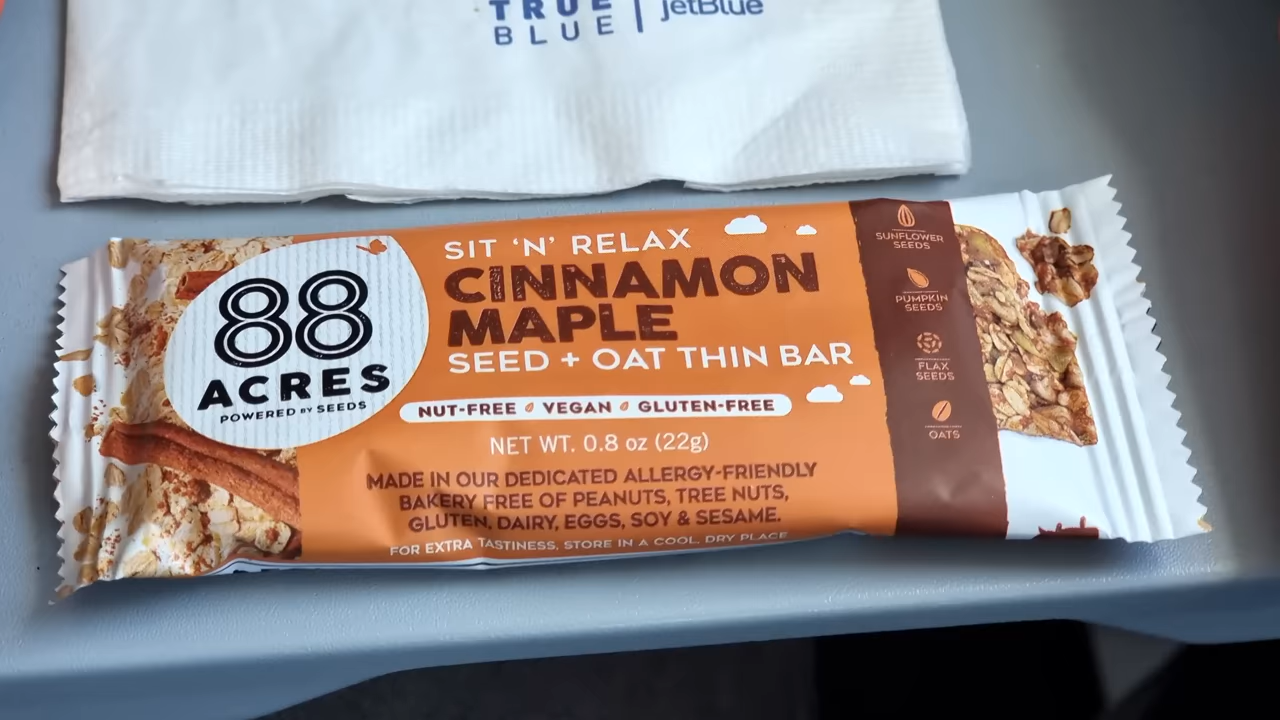 TRUE
BLUE
jetBlue
88
ACRES
POWERED BY SEEDS
SIT 'N' RELAX
CINNAMON
MAPLE
SEED + OAT THIN BAR
NUT-FREE VEGAN GLUTEN-FREE
NET WT. 0.8 oz (22g)
MADE IN OUR DEDICATED ALLERGY-FRIENDLY
BAKERY FREE OF PEANUTS, TREE NUTS,
GLUTEN, DAIRY, EGGS, SOY & SESAME.
FOR EXTRA TASTINESS, STORE IN A COOL, DRY PLACE
SUNFLOWER
SEEDS
PUMPKIN
SEEDS
FLAX
SEEDS
OATS